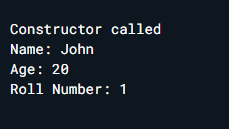 Constructor called
Name: John
Age: 20
Roll Number: 1